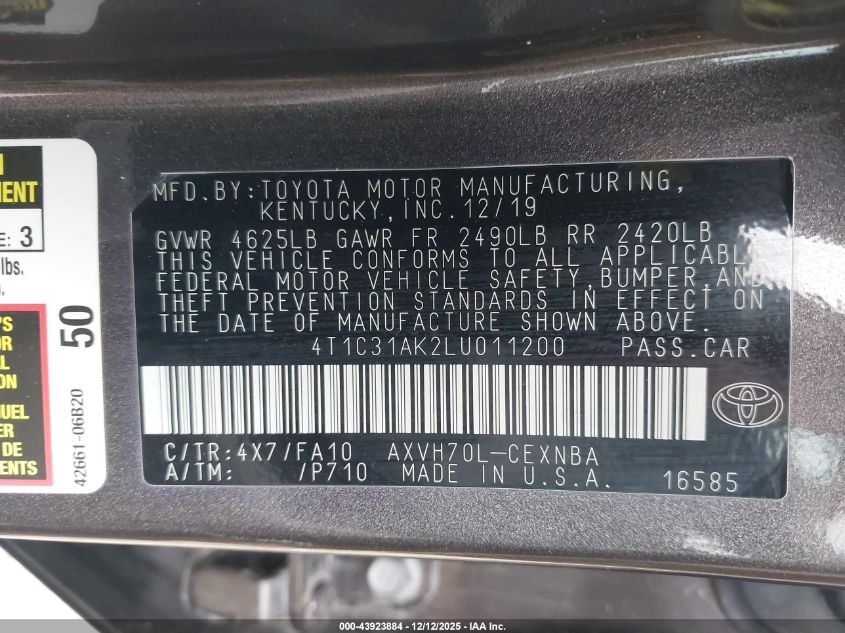 MENT
E: 3
lbs.
50
42661-06B20
MFD. BY: TOYOTA MOTOR MANUFACTURING,
KENTUCKY, INC. 12/19
GVWR 4625LB GAWR FR 2490LB RR 2420LB
THIS VEHICLE CONFORMS TO ALL APPLICABLE
FEDERAL MOTOR VEHICLE SAFETY, BUMPER, AND
THEFT PREVENTION STANDARDS IN EFFECT ON
THE DATE OF MANUFACTURE SHOWN ABOVE.
4T1C31AK2LU011200 PASS. CAR
C/TR: 4X7/FA10 AXVH70L-CEXNBA
A/TM: /P710 MADE IN U.S.A. 16585
000-43923884 • 12/12/2025 - IAA Inc.